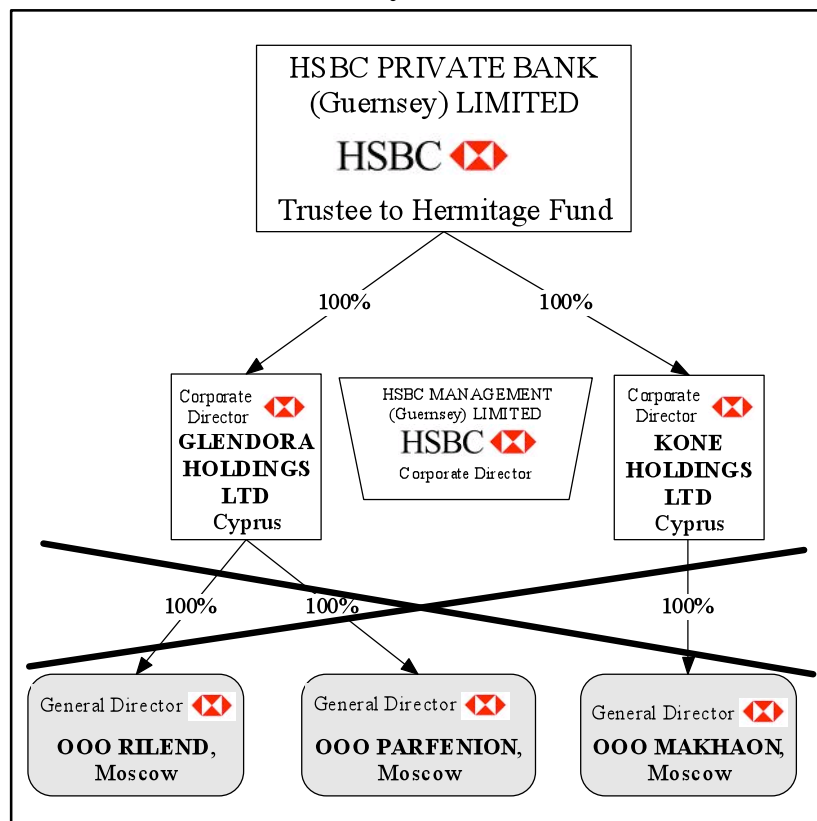 HSBC PRIVATE BANK
(Guernsey) LIMITED
HSBC
Trustee to Hermitage Fund
100%
100%
Corporate
Director
GLENDORA
HOLDINGS
LTD
Cyprus
HSBC MANAGEMENT
(Guernsey) LIMITED
HSBC
Corporate Director
Corporate
Director
KONE
HOLDINGS
LTD
Cyprus
100%
100%
100%
General Director
OOO RILEND,
Moscow
General Director
OOO PARFENION,
Moscow
General Director
OOO MAKHAON,
Moscow